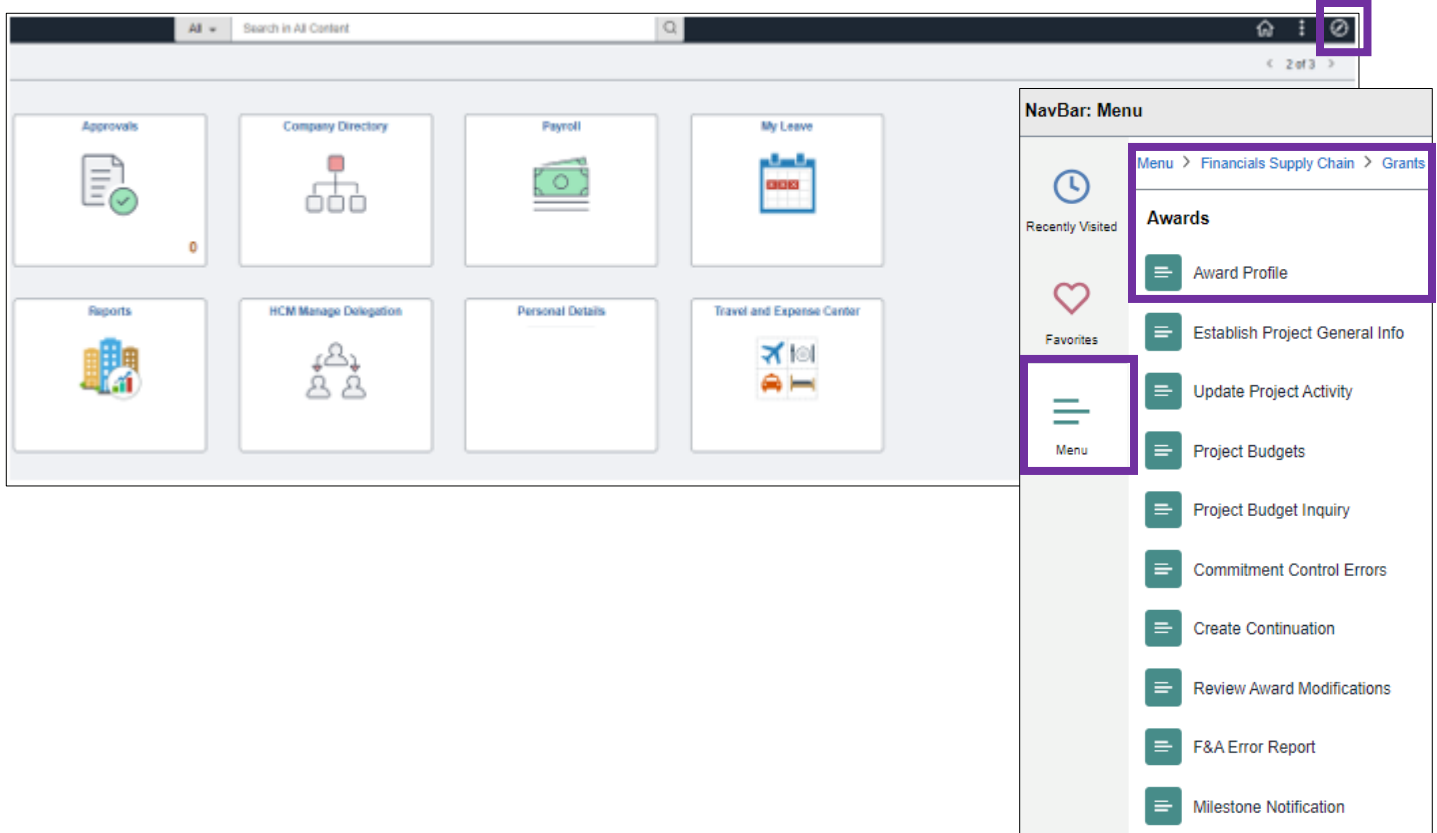 All
Search in All Content
2 of 3
Approvals
Company Directory
Payroll
My Leave
0
Reports
HCM Manage Delegation
Personal Details
Travel and Expense Center
NavBar: Menu
Recently Visited
Favorites
Menu
Menu > Financials Supply Chain > Grants
Awards
Award Profile
Establish Project General Info
Update Project Activity
Project Budgets
Project Budget Inquiry
Commitment Control Errors
Create Continuation
Review Award Modifications
F&A Error Report
Milestone Notification